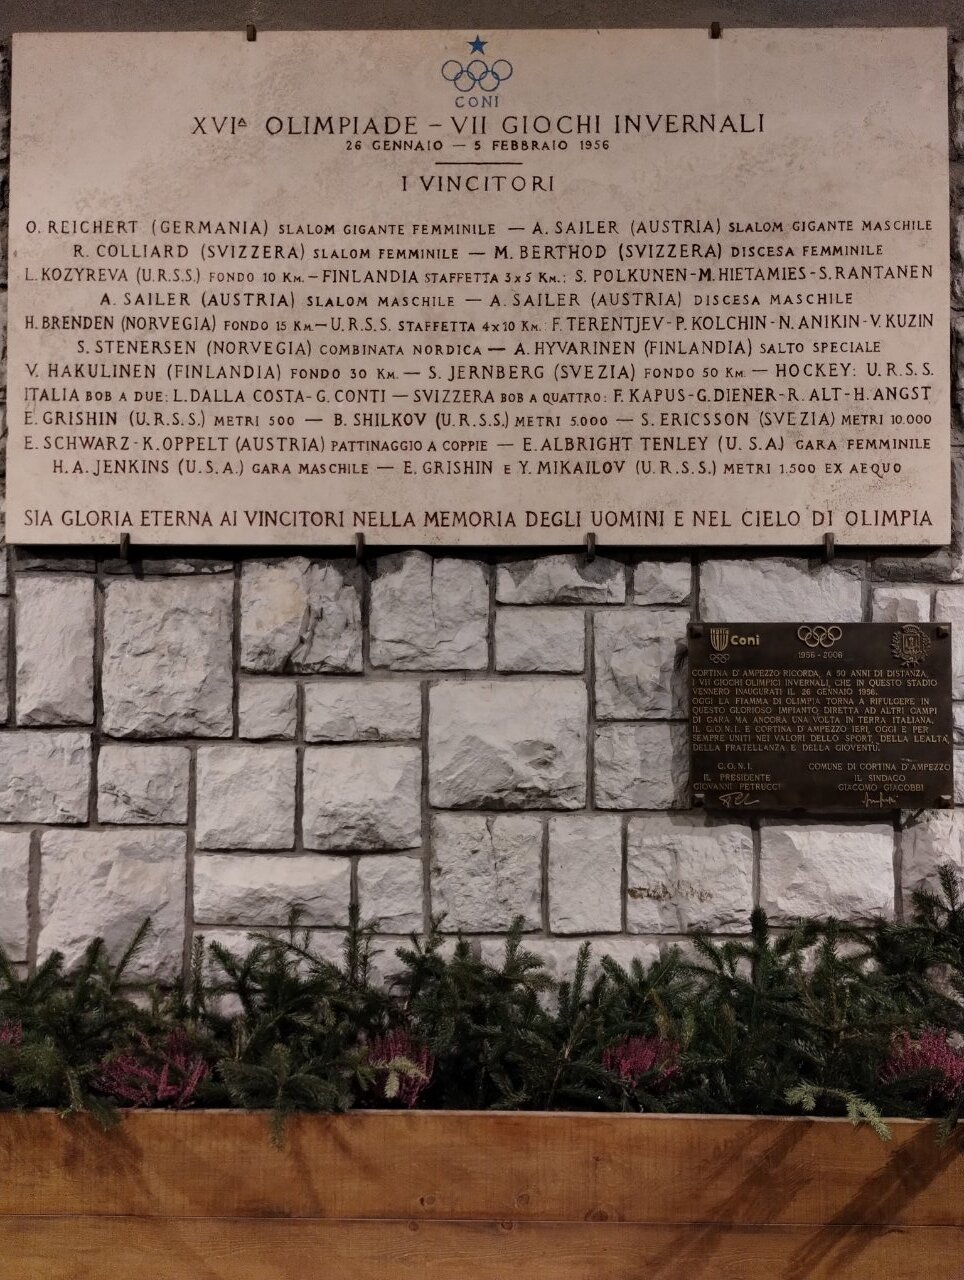 CONI
XVIᴬ OLIMPIADE – VII GIOCHI INVERNALI
26 GENNAIO — 5 FEBBRAIO 1956
I VINCITORI
O. REICHERT (GERMANIA) SLALOM GIGANTE FEMMINILE — A. SAILER (AUSTRIA) SLALOM GIGANTE MASCHILE
R. COLLIARD (SVIZZERA) SLALOM FEMMINILE — M. BERTHOD (SVIZZERA) DISCESA FEMMINILE
L. KOZYREVA (U.R.S.S.) FONDO 10 Km. – FINLANDIA STAFFETTA 3x5 Km.: S. POLKUNEN - M. HIETAMIES - S. RANTANEN
A. SAILER (AUSTRIA) SLALOM MASCHILE — A. SAILER (AUSTRIA) DISCESA MASCHILE
H. BRENDEN (NORVEGIA) FONDO 15 Km. — U.R.S.S. STAFFETTA 4x10 Km.: F. TERENTJEV - P. KOLCHIN - N. ANIKIN - V. KUZIN
S. STENERSEN (NORVEGIA) COMBINATA NORDICA — A. HYVARINEN (FINLANDIA) SALTO SPECIALE
V. HAKULINEN (FINLANDIA) FONDO 30 Km. — S. JERNBERG (SVEZIA) FONDO 50 Km. — HOCKEY: U.R.S.S.
ITALIA BOB A DUE: L. DALLA COSTA - G. CONTI — SVIZZERA BOB A QUATTRO: F. KAPUS - G. DIENER - R. ALT - H. ANGST
E. GRISHIN (U.R.S.S.) METRI 500 — B. SHILKOV (U.R.S.S.) METRI 5.000 — S. ERICSSON (SVEZIA) METRI 10.000
E. SCHWARZ - K. OPPELT (AUSTRIA) PATTINAGGIO A COPPIE — E. ALBRIGHT TENLEY (U.S.A.) GARA FEMMINILE
H. A. JENKINS (U.S.A.) GARA MASCHILE — E. GRISHIN E Y. MIKAILOV (U.R.S.S.) METRI 1.500 EX AEQUO
SIA GLORIA ETERNA AI VINCITORI NELLA MEMORIA DEGLI UOMINI E NEL CIELO DI OLIMPIA
ITALIA Coni
1956 - 2006
CORTINA D'AMPEZZO RICORDA, A 50 ANNI DI DISTANZA,
I VII GIOCHI OLIMPICI INVERNALI, CHE IN QUESTO STADIO
VENNERO INAUGURATI IL 26 GENNAIO 1956.
OGGI LA FIAMMA DI OLIMPIA TORNA A RIFULGERE IN
QUESTO GLORIOSO IMPIANTO, DIRETTA AD ALTRI CAMPI
DI GARA MA ANCORA UNA VOLTA IN TERRA ITALIANA.
IL C.O.N.I. E CORTINA D'AMPEZZO IERI, OGGI E PER
SEMPRE UNITI NEI VALORI DELLO SPORT, DELLA LEALTA',
DELLA FRATELLANZA E DELLA GIOVENTU'.
C.O.N.I. COMUNE DI CORTINA D'AMPEZZO
IL PRESIDENTE IL SINDACO
GIOVANNI PETRUCCI GIACOMO GIACOBBI